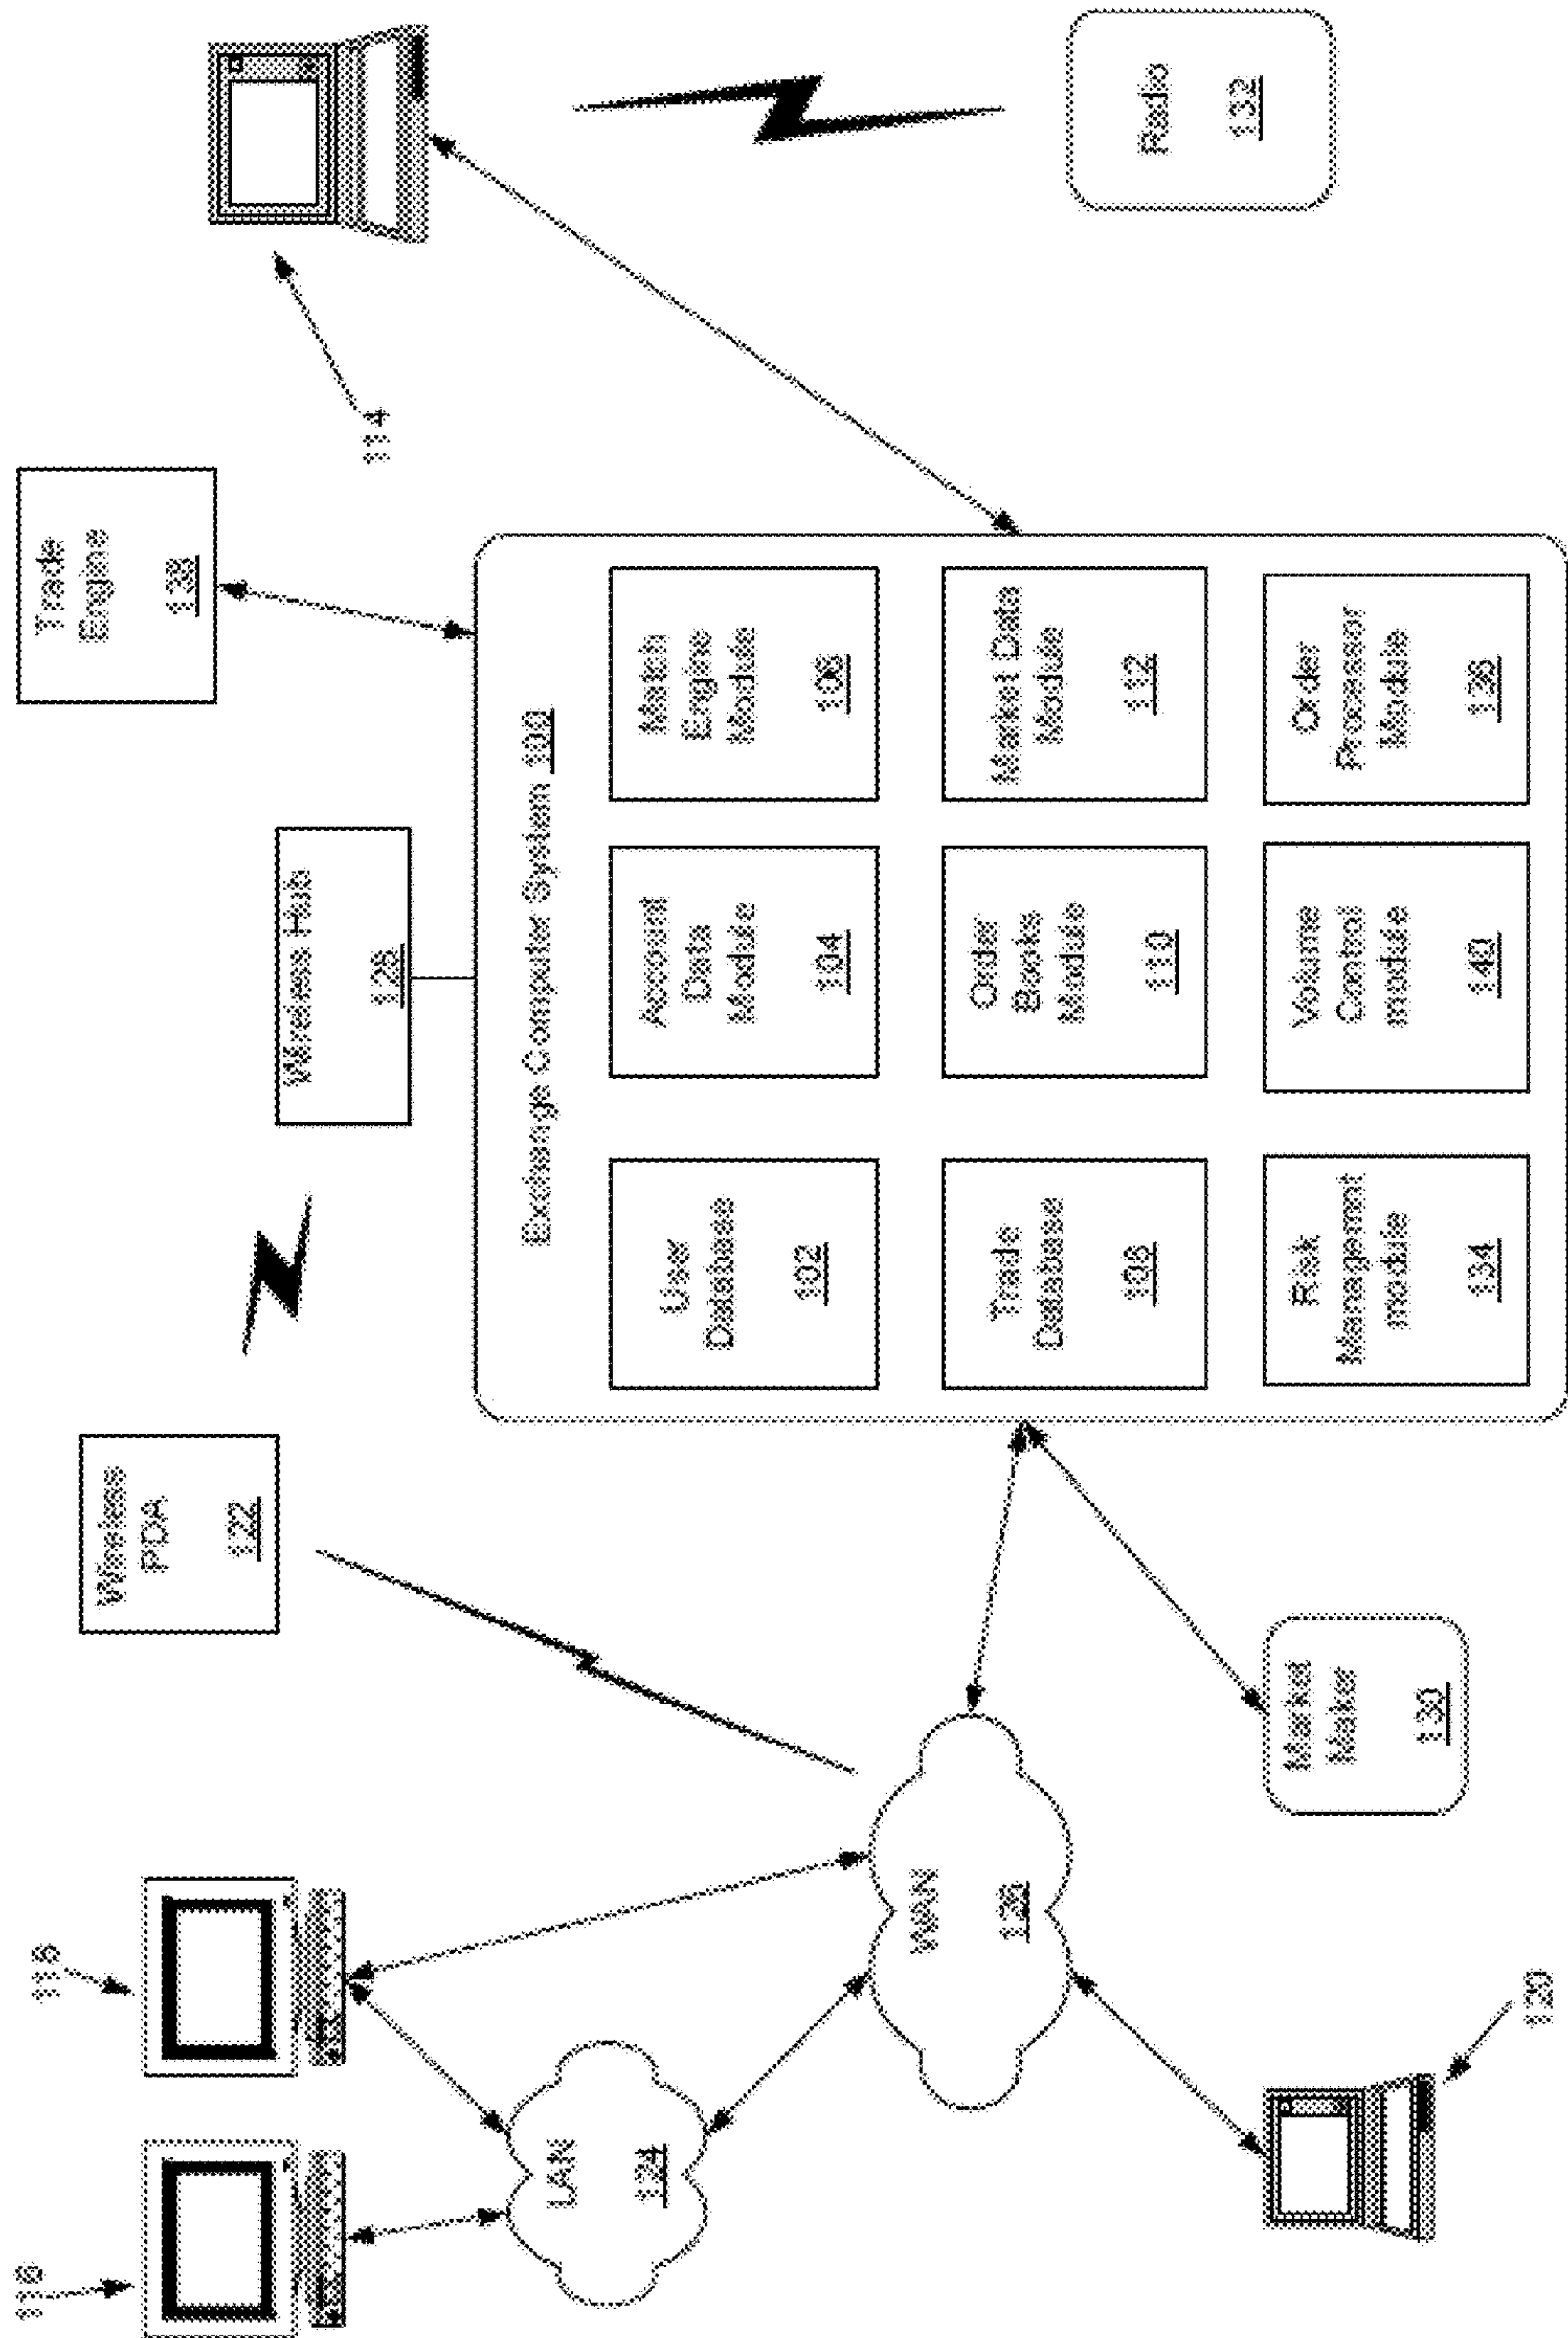 116
118
Wireless
PDA
122
Wireless Hub
128
Trade
Engine
138
114
LAN
124
WAN
126
Exchange Computer System 100
User
Database
102
Account
Data
Module
104
Match
Engine
Module
106
Trade
Database
108
Order
Books
Module
110
Market Data
Module
112
Risk
Managemnt
module
134
Volume
Control
module
140
Order
Processor
Module
136
Market
Maker
130
Radio
132
120